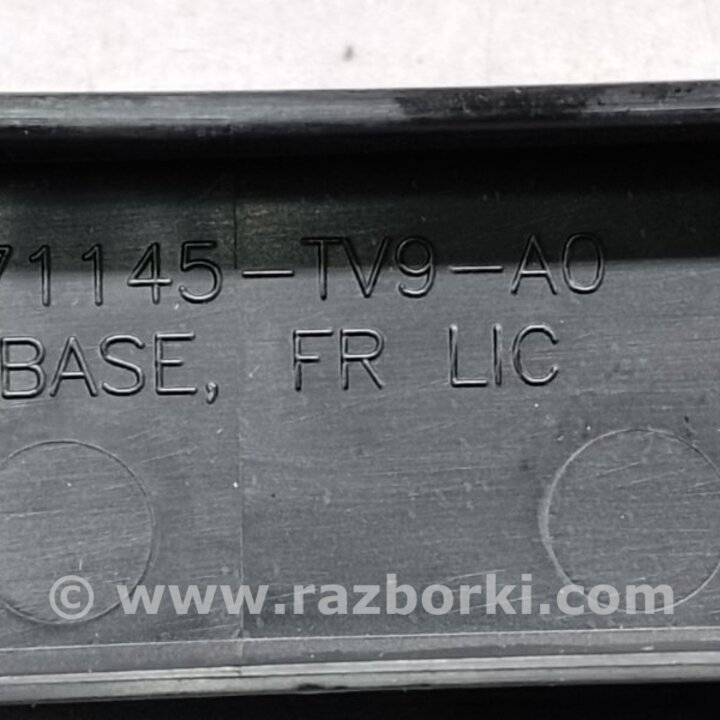 71145-TV9-A0
BASE, FR LIC
© www.razborki.com